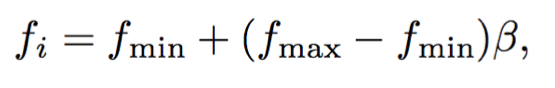 f_i = f_min + (f_max − f_min)β,